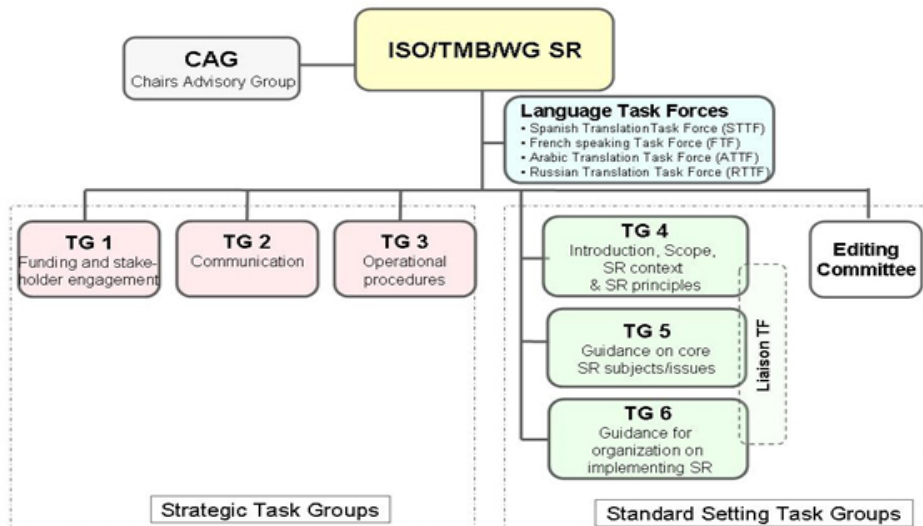 ISO/TMB/WG SR
CAG
Chairs Advisory Group
Language Task Forces
• Spanish Translation Task Force (STTF)
• French speaking Task Force (FTF)
• Arabic Translation Task Force (ATTF)
• Russian Translation Task Force (RTTF)
TG 1
Funding and stake-
holder engagement
TG 2
Communication
TG 3
Operational
procedures
TG 4
Introduction, Scope,
SR context
& SR principles
TG 5
Guidance on core
SR subjects/issues
TG 6
Guidance for
organization on
implementing SR
Liaison TF
Editing
Committee
Strategic Task Groups
Standard Setting Task Groups